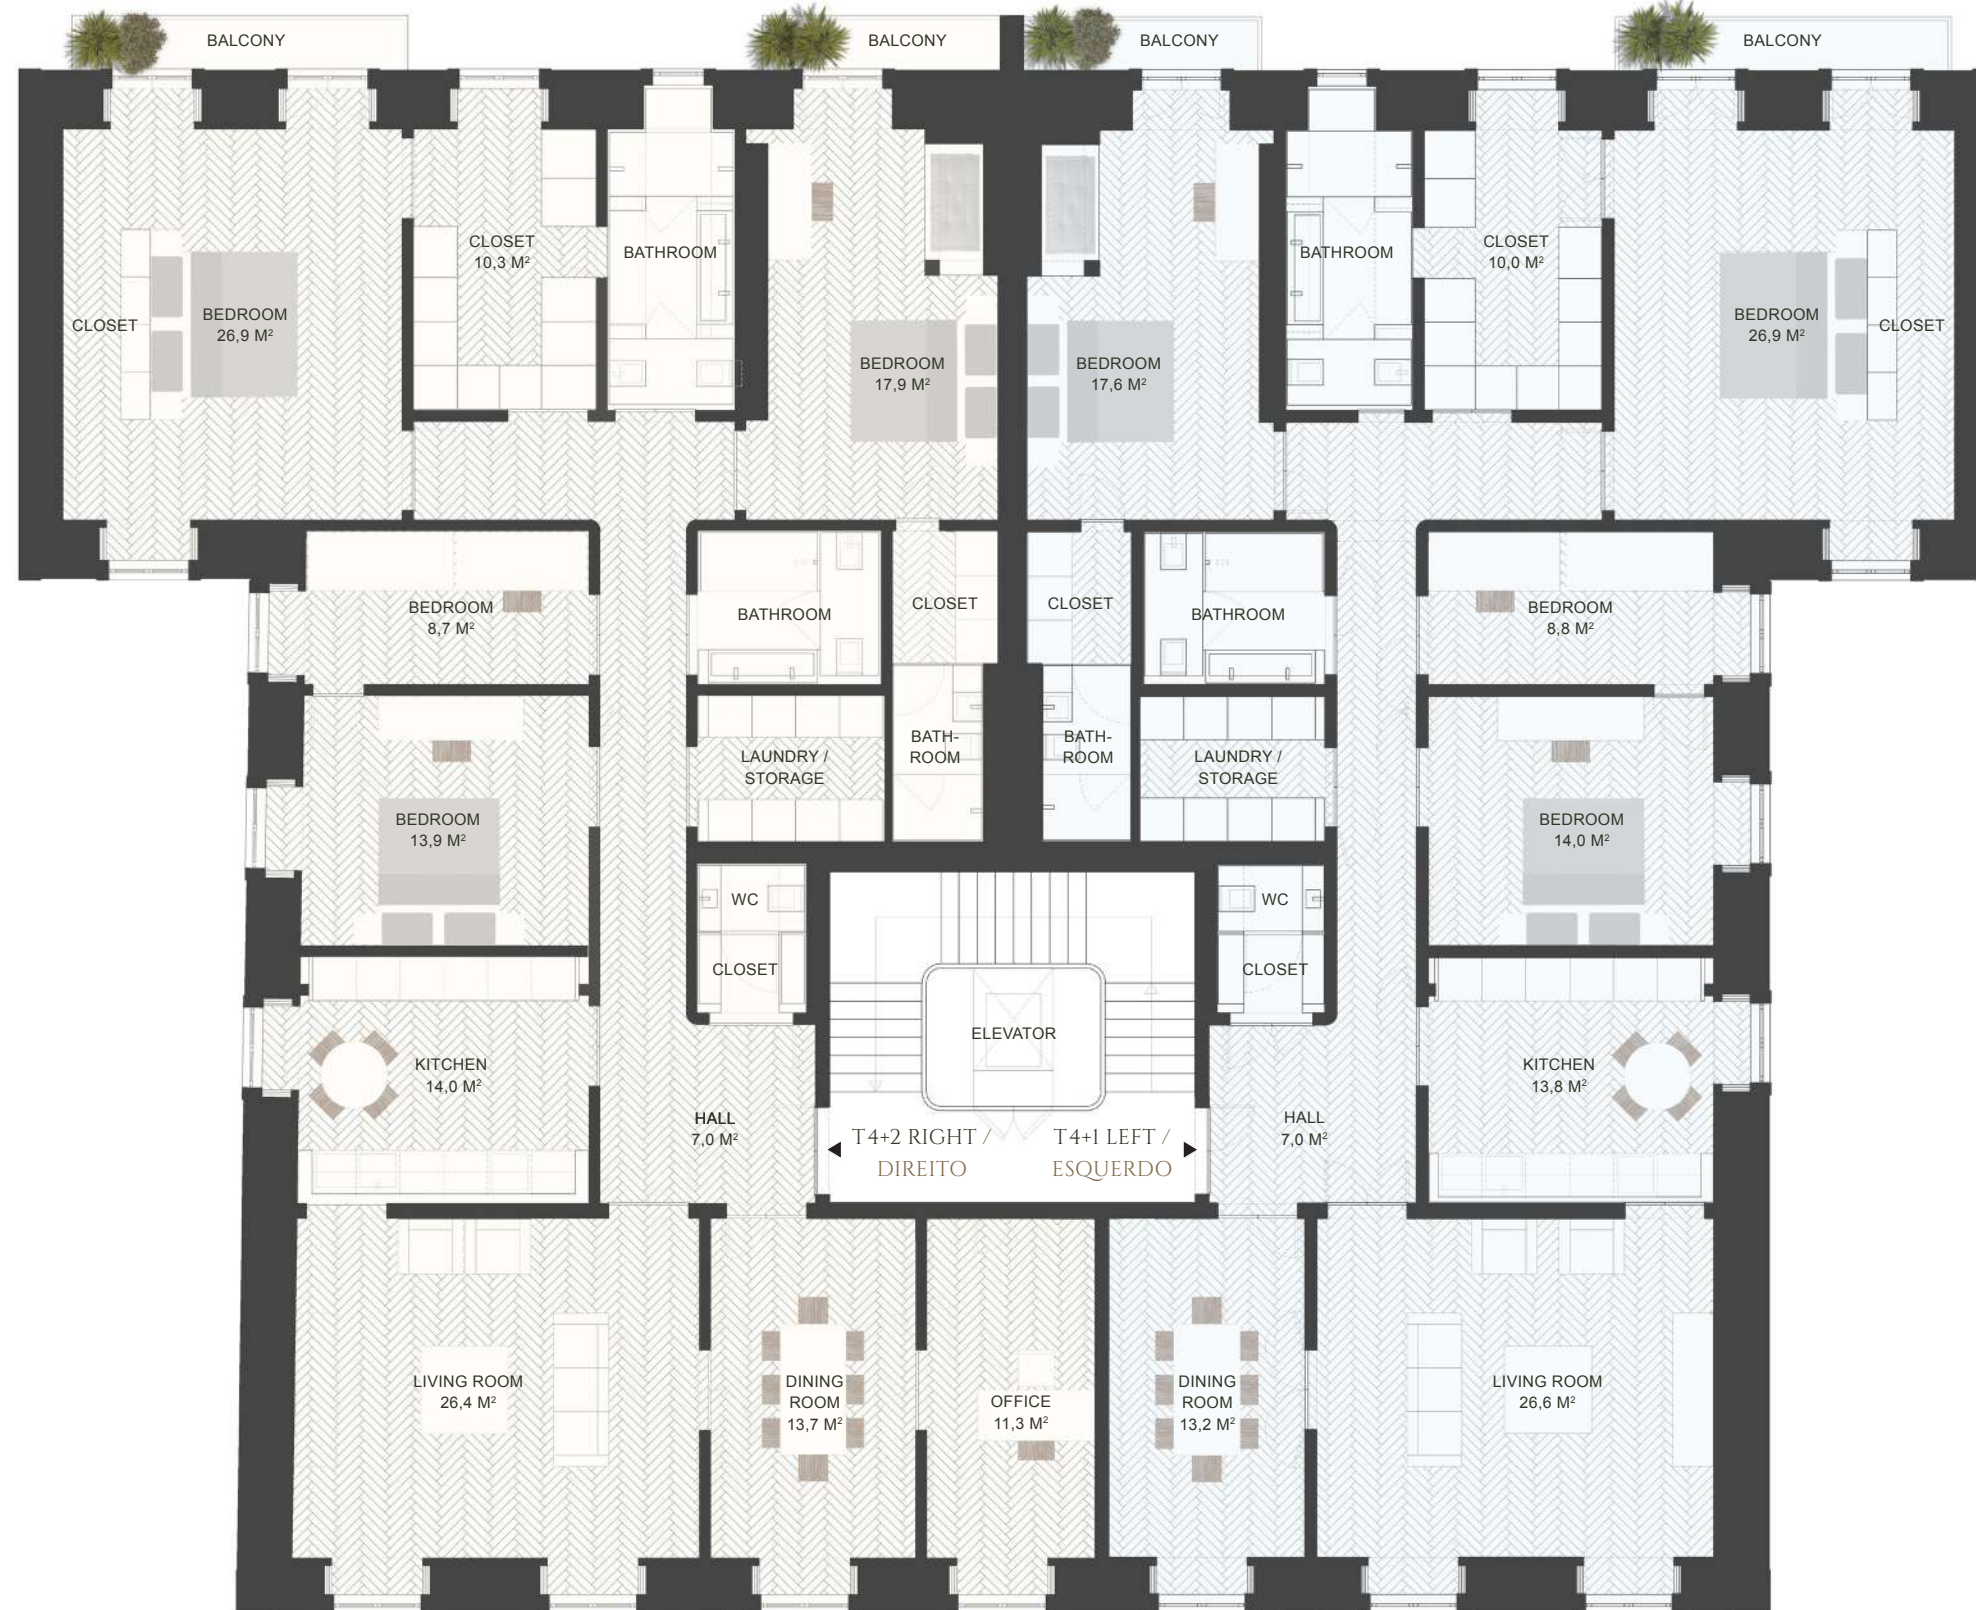 BALCONY
BALCONY
BALCONY
BALCONY
CLOSET
BEDROOM
26,9 M²
CLOSET
10,3 M²
BATHROOM
BEDROOM
17,9 M²
BEDROOM
17,6 M²
BATHROOM
CLOSET
10,0 M²
BEDROOM
26,9 M²
CLOSET
BEDROOM
8,7 M²
BATHROOM
CLOSET
CLOSET
BATHROOM
BEDROOM
8,8 M²
BEDROOM
13,9 M²
LAUNDRY /
STORAGE
BATH-
ROOM
BATH-
ROOM
LAUNDRY /
STORAGE
BEDROOM
14,0 M²
WC
CLOSET
WC
CLOSET
ELEVATOR
KITCHEN
14,0 M²
HALL
7,0 M²
T4+2 RIGHT /
DIREITO
T4+1 LEFT /
ESQUERDO
HALL
7,0 M²
KITCHEN
13,8 M²
LIVING ROOM
26,4 M²
DINING
ROOM
13,7 M²
OFFICE
11,3 M²
DINING
ROOM
13,2 M²
LIVING ROOM
26,6 M²